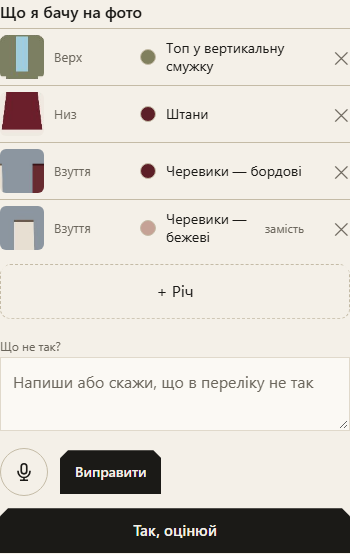 Що я бачу на фото
Верх
Топ у вертикальну
смужку
Низ
Штани
Взуття
Черевики — бордові
Взуття
Черевики —
бежеві
замість
+ Річ
Що не так?
Напиши або скажи, що в переліку не так
Виправити
Так, оцінюй